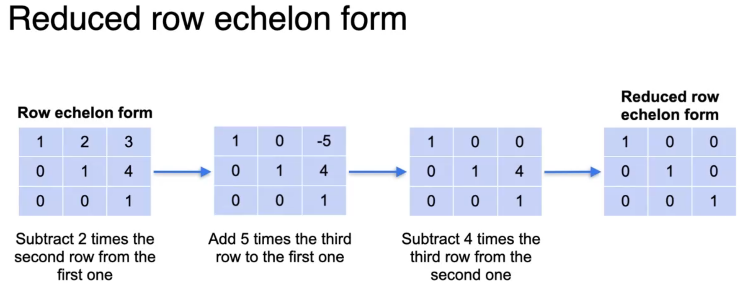 Reduced row echelon form
Row echelon form
1 2 3
0 1 4
0 0 1
Subtract 2 times the
second row from the
first one
1 0 -5
0 1 4
0 0 1
Add 5 times the third
row to the first one
1 0 0
0 1 4
0 0 1
Subtract 4 times the
third row from the
second one
Reduced row
echelon form
1 0 0
0 1 0
0 0 1